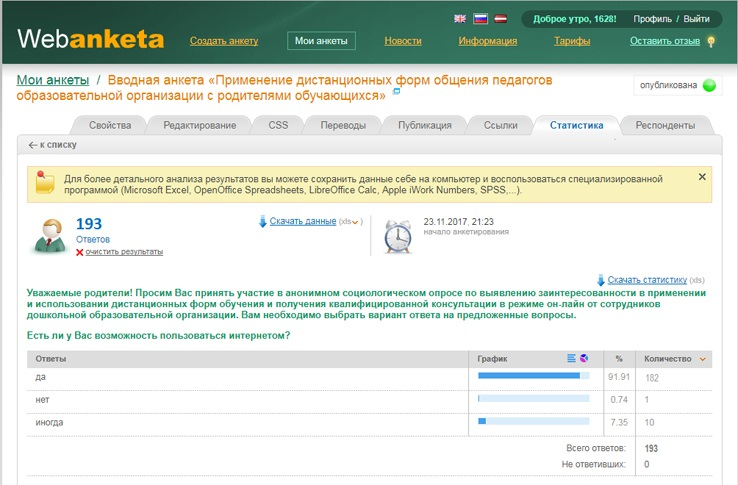 Webanketa
Доброе утро, 1628!
Профиль / Выйти
Создать анкету
Мои анкеты
Новости
Информация
Тарифы
Оставить отзыв
Мои анкеты / Вводная анкета «Применение дистанционных форм общения педагогов
образовательной организации с родителями обучающихся»
опубликована
Свойства
Редактирование
CSS
Переводы
Публикация
Ссылки
Статистика
Респонденты
к списку
Для более детального анализа результатов вы можете сохранить данные себе на компьютер и воспользоваться специализированной
программой (Microsoft Excel, OpenOffice Spreadsheets, LibreOffice Calc, Apple iWork Numbers, SPSS,...).
193
Ответов
очистить результаты
Скачать данные (xls)
23.11.2017, 21:23
начало анкетирования
Скачать статистику (xls)
Уважаемые родители! Просим Вас принять участие в анонимном социологическом опросе по выявлению заинтересованности в применении
и использовании дистанционных форм обучения и получения квалифицированной консультации в режиме он-лайн от сотрудников
дошкольной образовательной организации. Вам необходимо выбрать вариант ответа на предложенные вопросы.
Есть ли у Вас возможность пользоваться интернетом?
Ответы График % Количество
да 91.91 182
нет 0.74 1
иногда 7.35 10
Всего ответов: 193
Не ответивших: 0